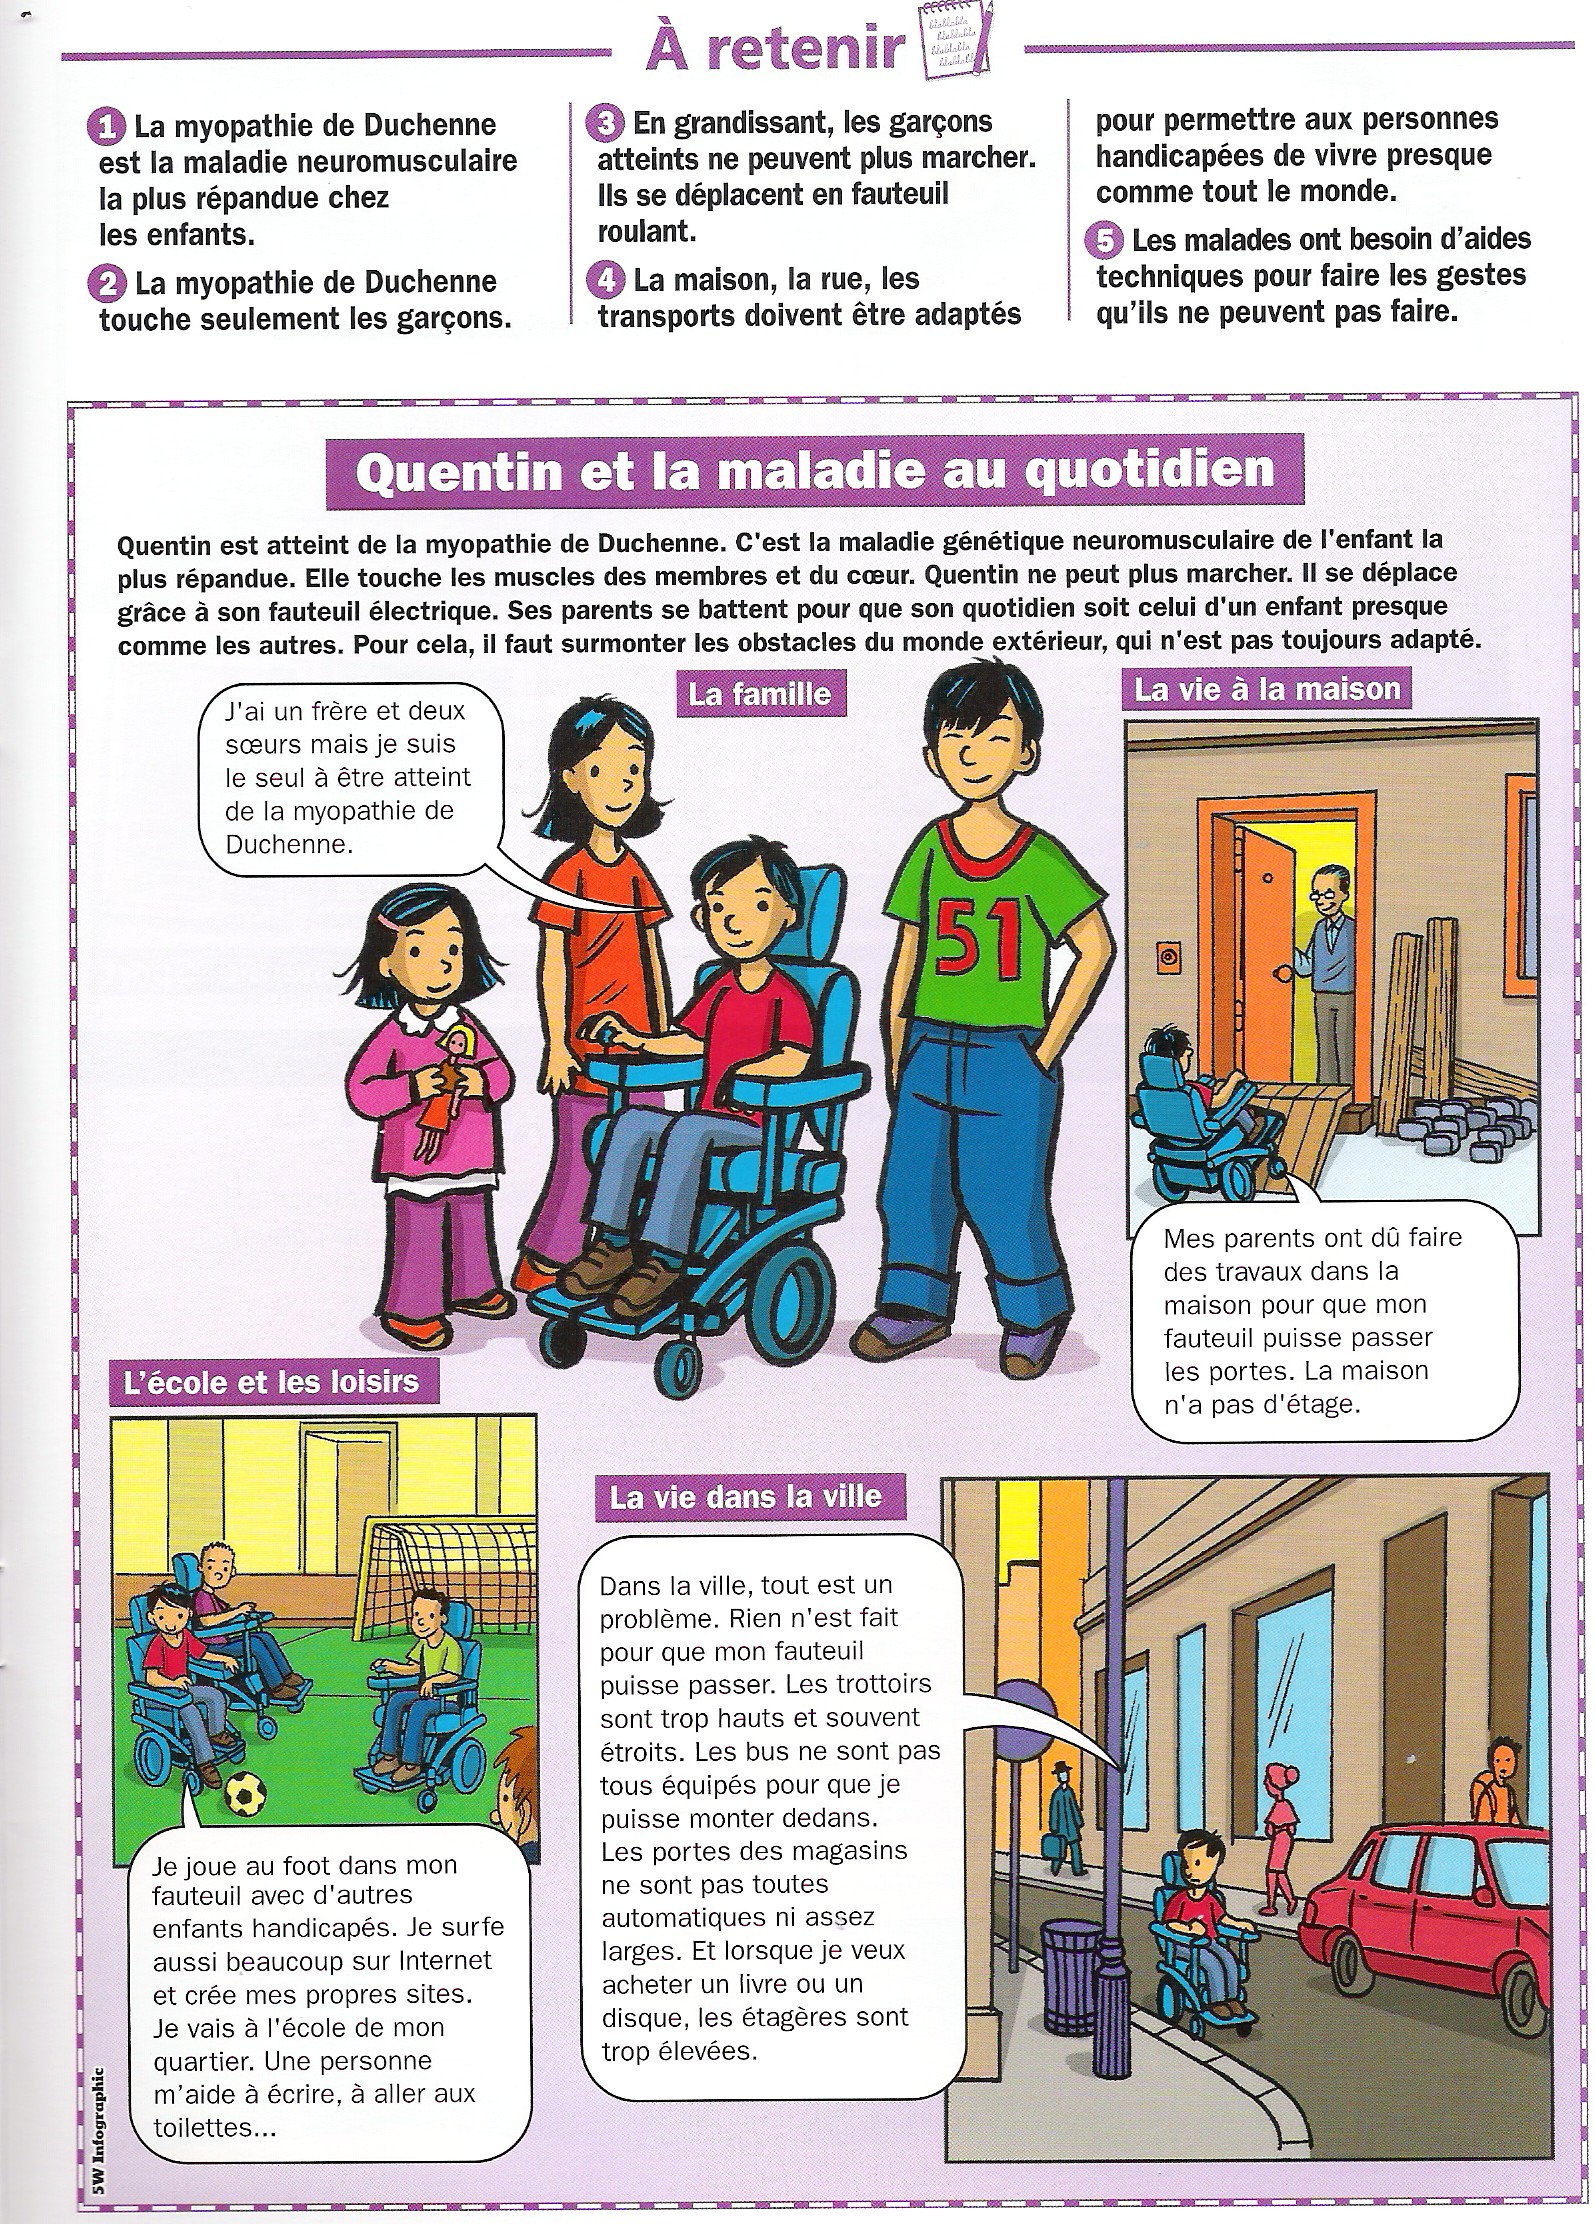 À retenir
1 La myopathie de Duchenne
est la maladie neuromusculaire
la plus répandue chez
les enfants.
2 La myopathie de Duchenne
touche seulement les garçons.
3 En grandissant, les garçons
atteints ne peuvent plus marcher.
Ils se déplacent en fauteuil
roulant.
4 La maison, la rue, les
transports doivent être adaptés
pour permettre aux personnes
handicapées de vivre presque
comme tout le monde.
5 Les malades ont besoin d'aides
techniques pour faire les gestes
qu'ils ne peuvent pas faire.
Quentin et la maladie au quotidien
Quentin est atteint de la myopathie de Duchenne. C'est la maladie génétique neuromusculaire de l'enfant la
plus répandue. Elle touche les muscles des membres et du cœur. Quentin ne peut plus marcher. Il se déplace
grâce à son fauteuil électrique. Ses parents se battent pour que son quotidien soit celui d'un enfant presque
comme les autres. Pour cela, il faut surmonter les obstacles du monde extérieur, qui n'est pas toujours adapté.
La famille
J'ai un frère et deux
sœurs mais je suis
le seul à être atteint
de la myopathie de
Duchenne.
51
La vie à la maison
Mes parents ont dû faire
des travaux dans la
maison pour que mon
fauteuil puisse passer
les portes. La maison
n'a pas d'étage.
L'école et les loisirs
Je joue au foot dans mon
fauteuil avec d'autres
enfants handicapés. Je surfe
aussi beaucoup sur Internet
et crée mes propres sites.
Je vais à l'école de mon
quartier. Une personne
m'aide à écrire, à aller aux
toilettes...
La vie dans la ville
Dans la ville, tout est un
problème. Rien n'est fait
pour que mon fauteuil
puisse passer. Les trottoirs
sont trop hauts et souvent
étroits. Les bus ne sont pas
tous équipés pour que je
puisse monter dedans.
Les portes des magasins
ne sont pas toutes
automatiques ni assez
larges. Et lorsque je veux
acheter un livre ou un
disque, les étagères sont
trop élevées.
5W Infographic